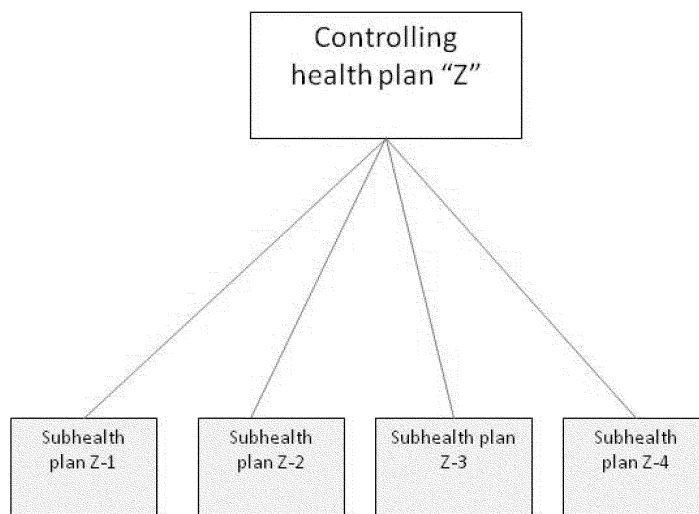 Controlling
health plan “Z”
Subhealth
plan Z-1
Subhealth
plan Z-2
Subhealth plan
Z-3
Subhealth
plan Z-4